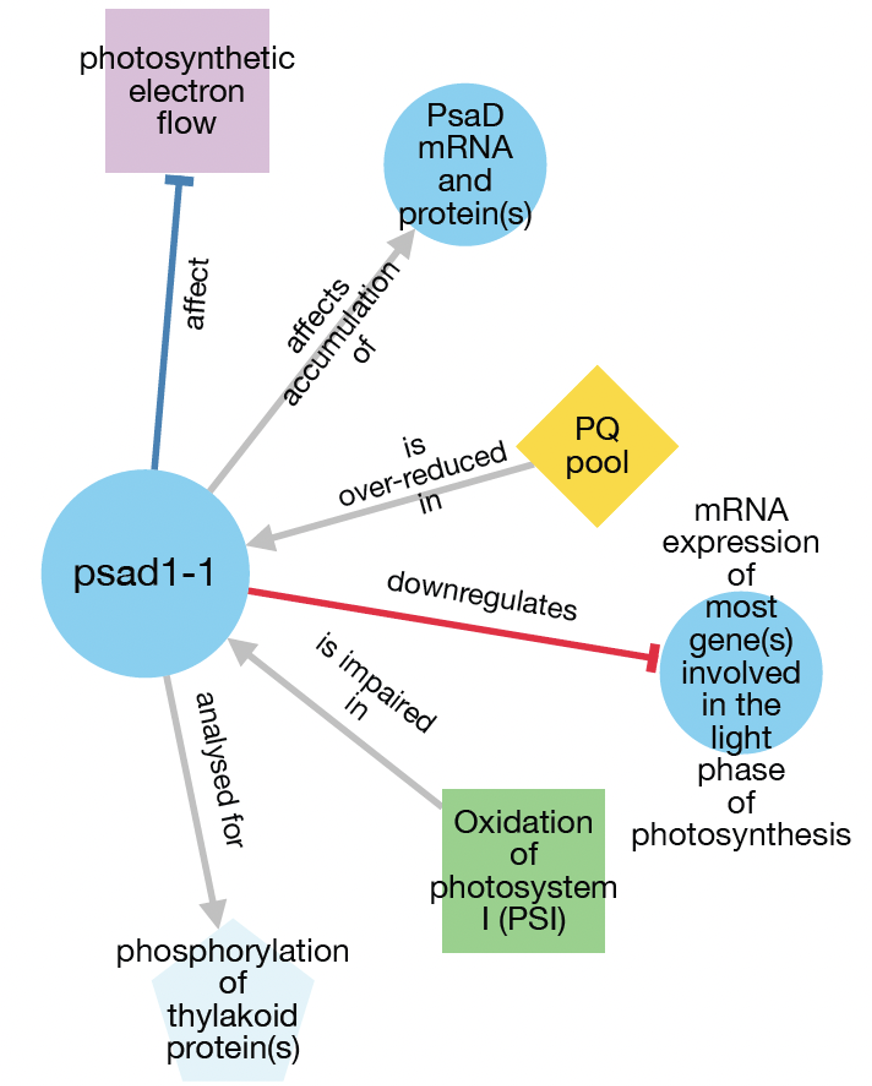 photosynthetic
electron
flow
PsaD
mRNA
and
protein(s)
affect
affects
accumulation
of
PQ
pool
is
over-reduced
in
psad1-1
downregulates
mRNA
expression
of
most
gene(s)
involved
in the
light
phase
of
photosynthesis
is impaired
in
analysed for
Oxidation
of
photosystem
I (PSI)
phosphorylation
of
thylakoid
protein(s)